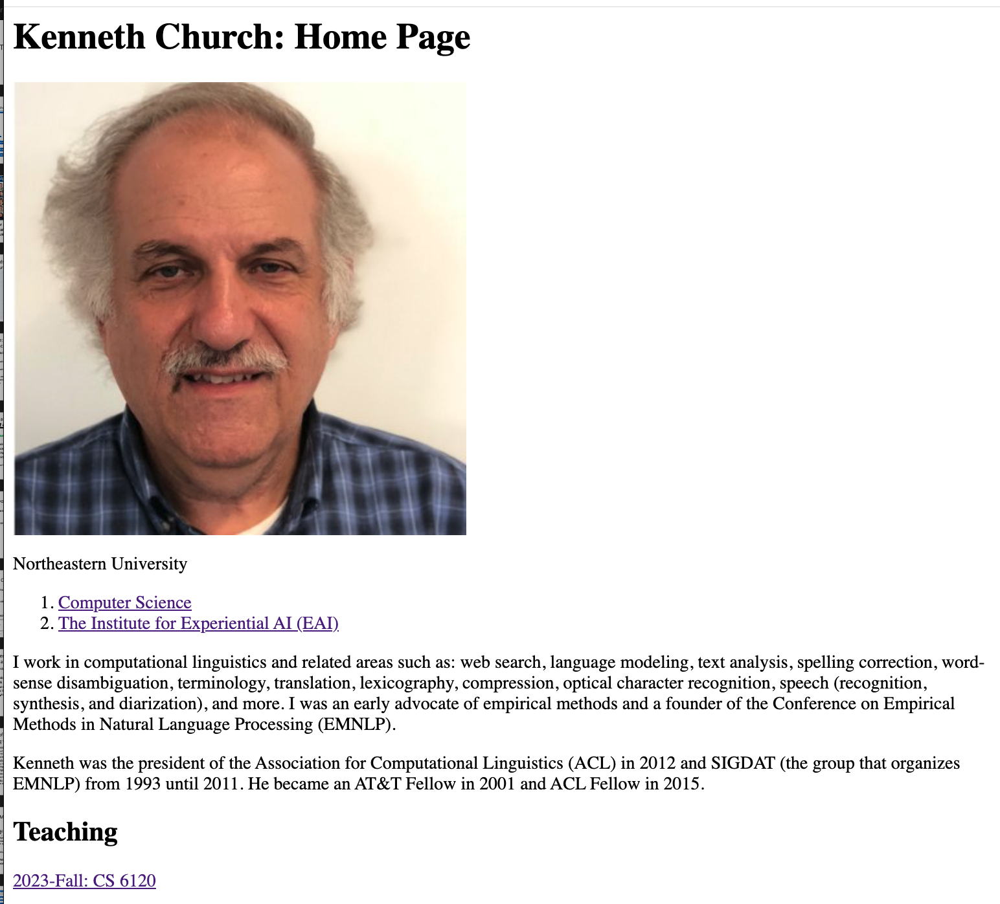 Kenneth Church: Home Page
Northeastern University
1. Computer Science
2. The Institute for Experiential AI (EAI)
I work in computational linguistics and related areas such as: web search, language modeling, text analysis, spelling correction, word-
sense disambiguation, terminology, translation, lexicography, compression, optical character recognition, speech (recognition,
synthesis, and diarization), and more. I was an early advocate of empirical methods and a founder of the Conference on Empirical
Methods in Natural Language Processing (EMNLP).
Kenneth was the president of the Association for Computational Linguistics (ACL) in 2012 and SIGDAT (the group that organizes
EMNLP) from 1993 until 2011. He became an AT&T Fellow in 2001 and ACL Fellow in 2015.
Teaching
2023-Fall: CS 6120